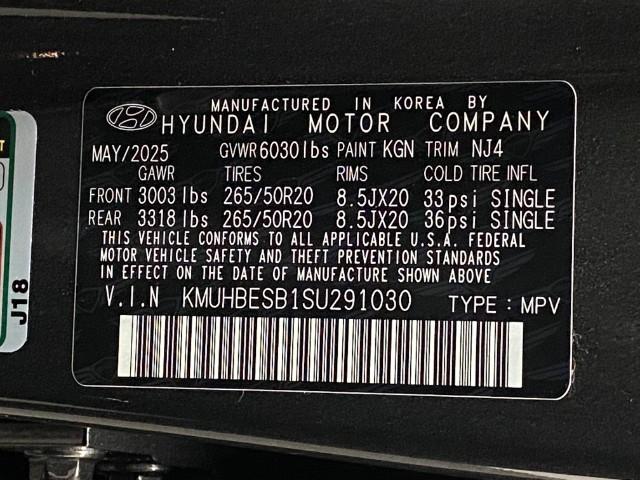 MANUFACTURED IN KOREA BY
HYUNDAI MOTOR COMPANY
MAY/2025 GVWR 6030 lbs PAINT KGN TRIM NJ4
GAWR TIRES RIMS COLD TIRE INFL
FRONT 3003 lbs 265/50R20 8.5JX20 33 psi SINGLE
REAR 3318 lbs 265/50R20 8.5JX20 36 psi SINGLE
THIS VEHICLE CONFORMS TO ALL APPLICABLE U.S.A. FEDERAL
MOTOR VEHICLE SAFETY AND THEFT PREVENTION STANDARDS
IN EFFECT ON THE DATE OF MANUFACTURE SHOWN ABOVE
V.I.N KMUHBESB1SU291030 TYPE : MPV
J18